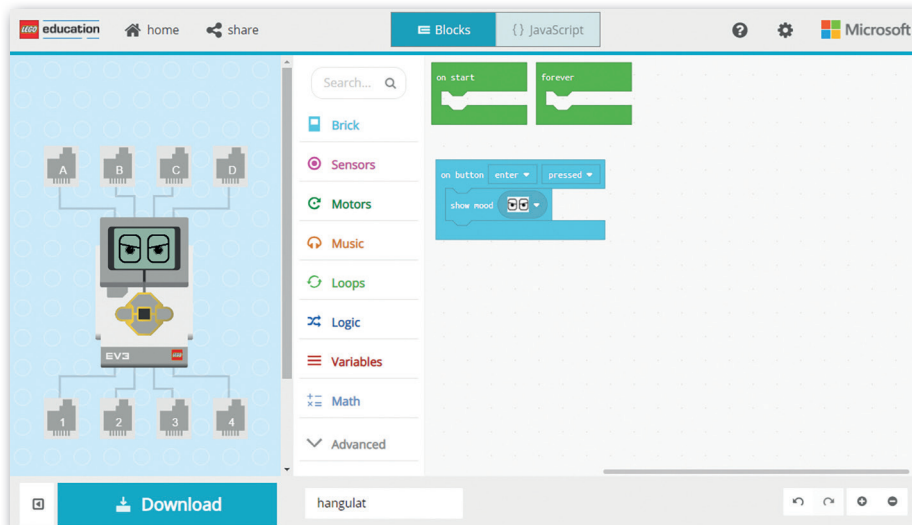 LEGO education home share Blocks {} JavaScript Microsoft
Search...
Brick
Sensors
Motors
Music
Loops
Logic
Variables
Math
Advanced
A B C D
EV3 LEGO
1 2 3 4
on start
forever
on button enter pressed
show mood
Download
hangulat